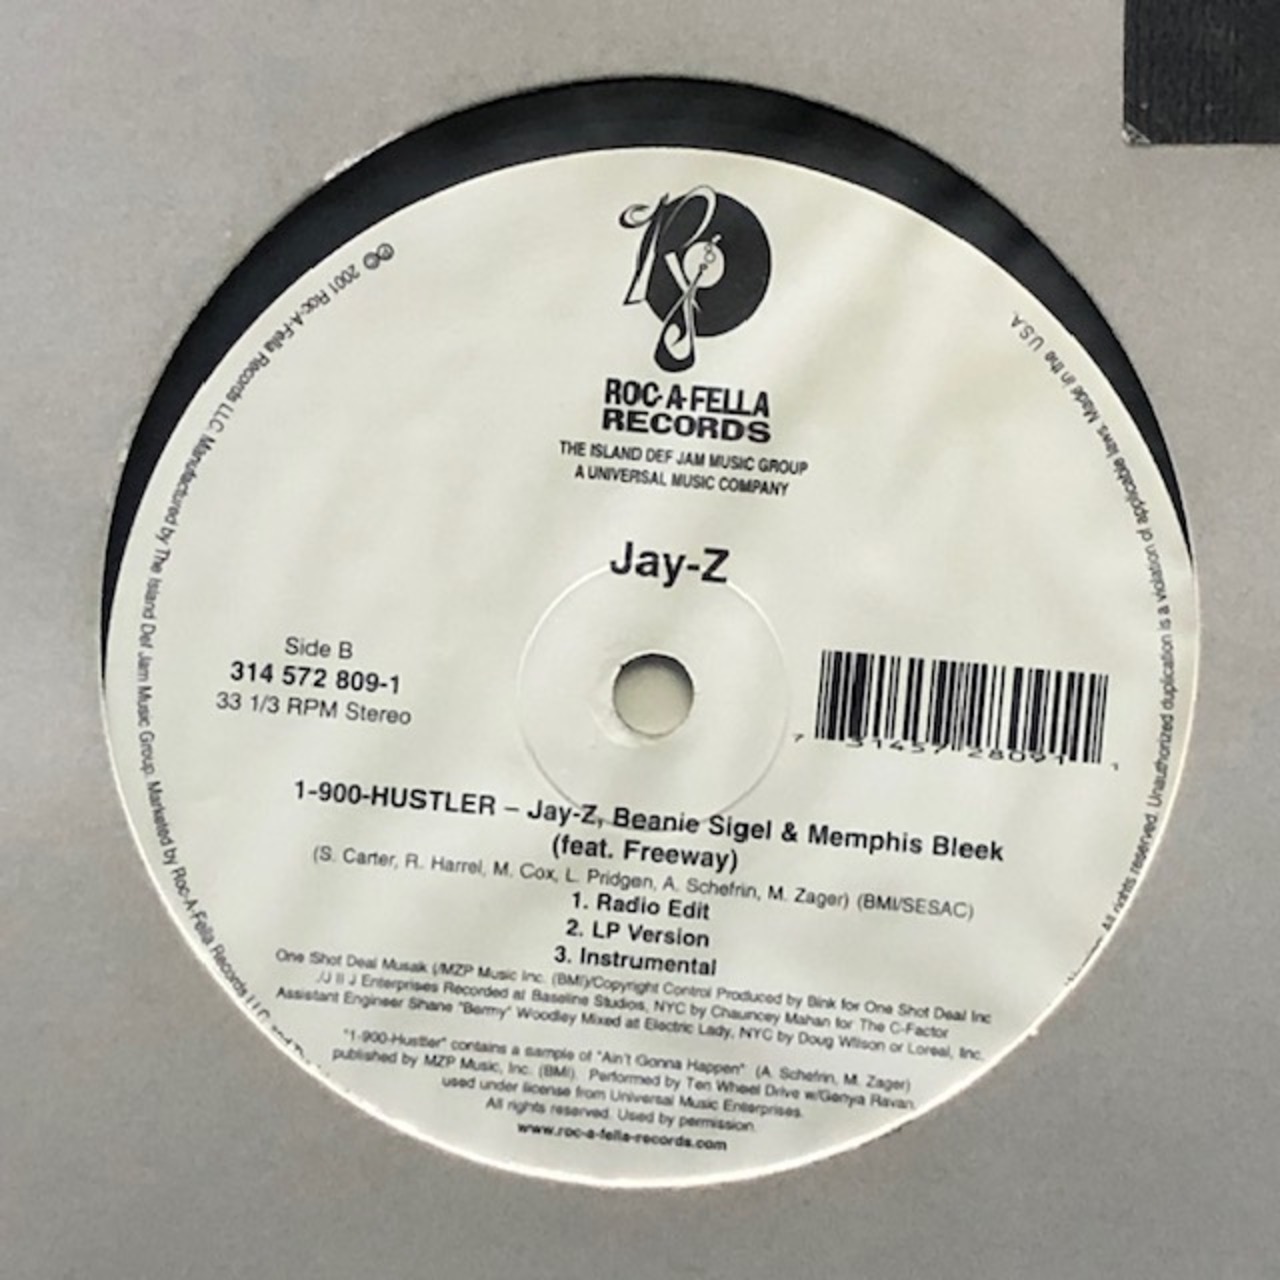 ROC-A-FELLA
RECORDS
THE ISLAND DEF JAM MUSIC GROUP
A UNIVERSAL MUSIC COMPANY
Jay-Z
Side B
314 572 809-1
33 1/3 RPM Stereo
7 31457 28091 1
1-900-HUSTLER – Jay-Z, Beanie Sigel & Memphis Bleek
(feat. Freeway)
(S. Carter, R. Harrel, M. Cox, L. Pridgen, A. Schefrin, M. Zager) (BMI/SESAC)
1. Radio Edit
2. LP Version
3. Instrumental
One Shot Deal Musak (/MZP Music Inc. (BMI)/Copyright Control Produced by Bink for One Shot Deal Inc
Enterprises Recorded at Baseline Studios, NYC by Chauncey Mahan for The C-Factor
Assistant Engineer Shane "Bermy" Woodley Mixed at Electric Lady, NYC by Doug Wilson or Loreal, Inc.
"1-900-Hustler" contains a sample of "Ain't Gonna Happen" (A. Schefrin, M. Zager)
published by MZP Music, Inc. (BMI). Performed by Ten Wheel Drive w/Genya Ravan.
used under license from Universal Music Enterprises.
All rights reserved. Used by permission.
www.roc-a-fella-records.com
℗© 2001 Roc-A-Fella Records LLC. Manufactured by The Island Def Jam Music Group. Marketed by Roc-A-Fella Records LLC
All rights reserved. Unauthorized duplication is a violation of applicable laws. Made in the U.S.A.